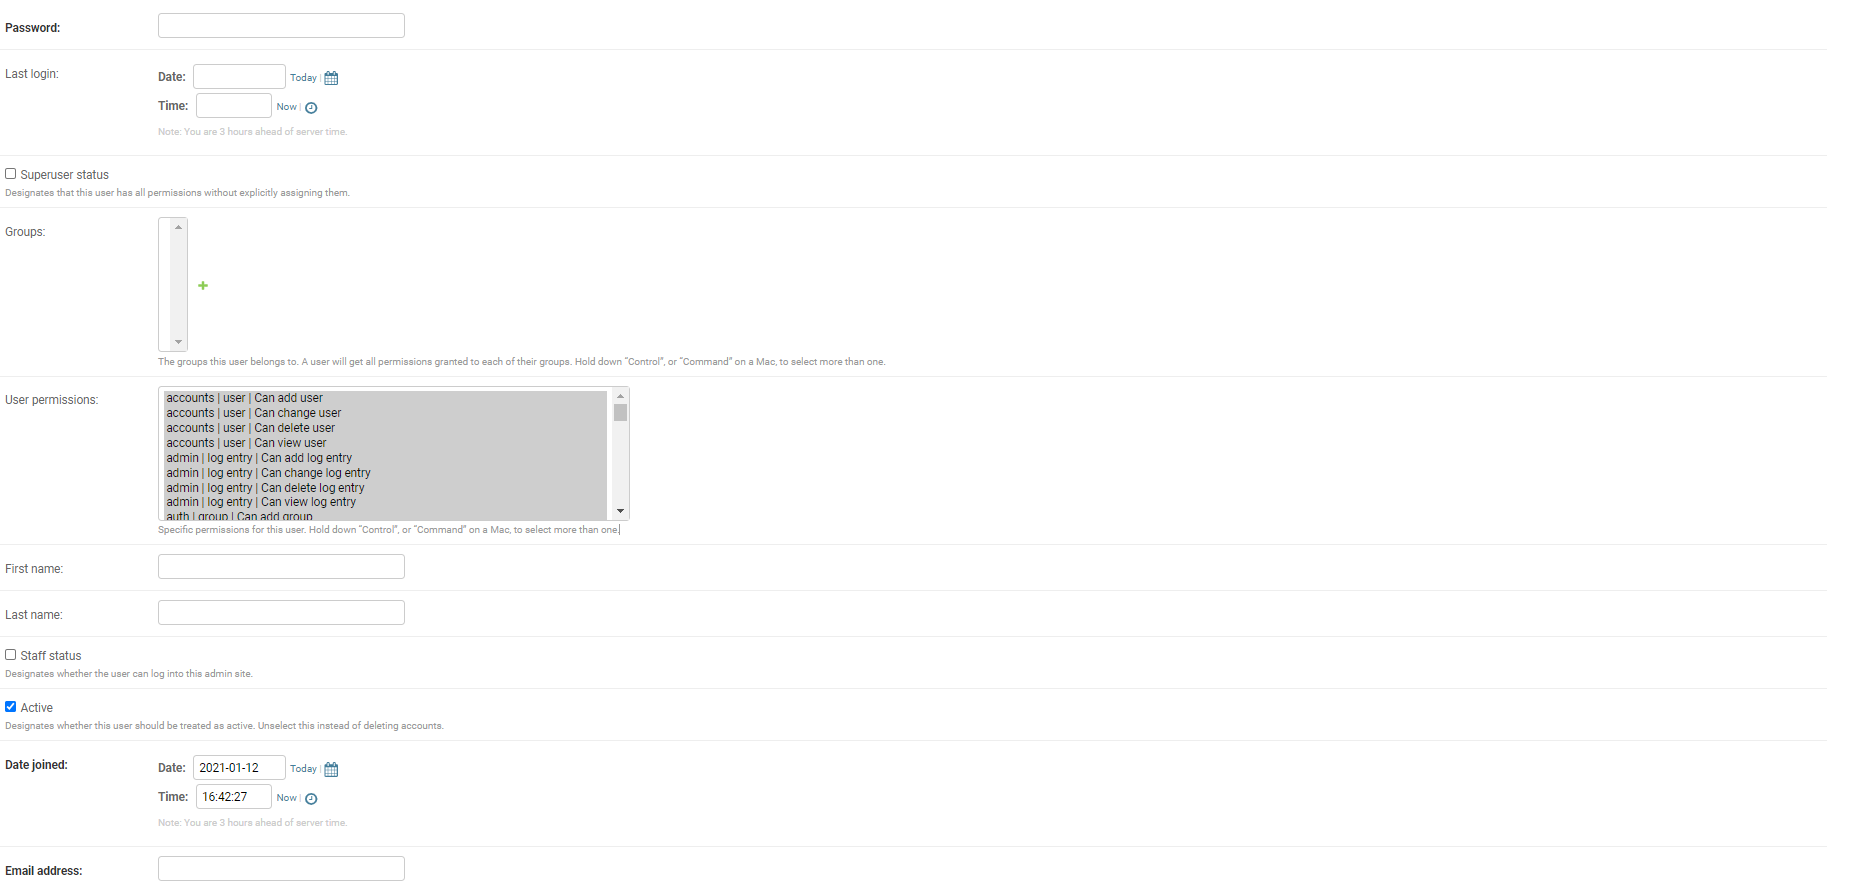 Password:
Last login:
Date: Today |
Time: Now |
Note: You are 3 hours ahead of server time.
Superuser status
Designates that this user has all permissions without explicitly assigning them.
Groups:
The groups this user belongs to. A user will get all permissions granted to each of their groups. Hold down “Control”, or “Command” on a Mac, to select more than one.
User permissions:
accounts | user | Can add user
accounts | user | Can change user
accounts | user | Can delete user
accounts | user | Can view user
admin | log entry | Can add log entry
admin | log entry | Can change log entry
admin | log entry | Can delete log entry
admin | log entry | Can view log entry
auth | group | Can add group
Specific permissions for this user. Hold down “Control”, or “Command” on a Mac, to select more than one.
First name:
Last name:
Staff status
Designates whether the user can log into this admin site.
Active
Designates whether this user should be treated as active. Unselect this instead of deleting accounts.
Date joined:
Date: 2021-01-12 Today |
Time: 16:42:27 Now |
Note: You are 3 hours ahead of server time.
Email address: